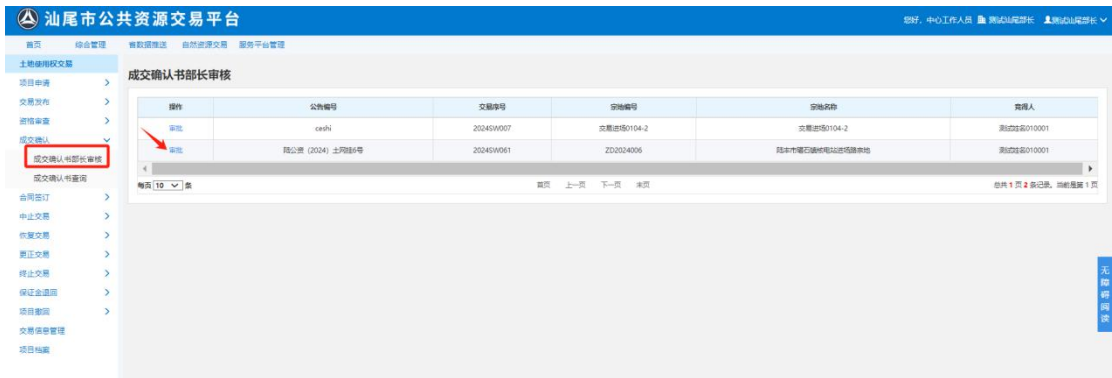 汕尾市公共资源交易平台
您好，中心工作人员 测试汕尾部长 测试汕尾部长
首页 综合管理 省数据推送 自然资源交易 服务平台管理
土地使用权交易
项目申请
交易发布
资格审查
成交确认
成交确认书部长审核
成交确认书查询
合同签订
中止交易
恢复交易
更正交易
终止交易
保证金退回
项目撤回
交易信息管理
项目档案
成交确认书部长审核
操作 公告编号 交易序号 宗地编号 宗地名称 竞得人
审批 ceshi 2024SW007 交易进场0104-2 交易进场0104-2 测试姓名010001
审批 陆公资（2024）土网挂6号 2024SW061 ZD2024006 测试姓名010001
每页 10 条 首页 上一页 下一页 末页 总共 1 页 2 条记录，当前是第 1 页
无障碍阅读